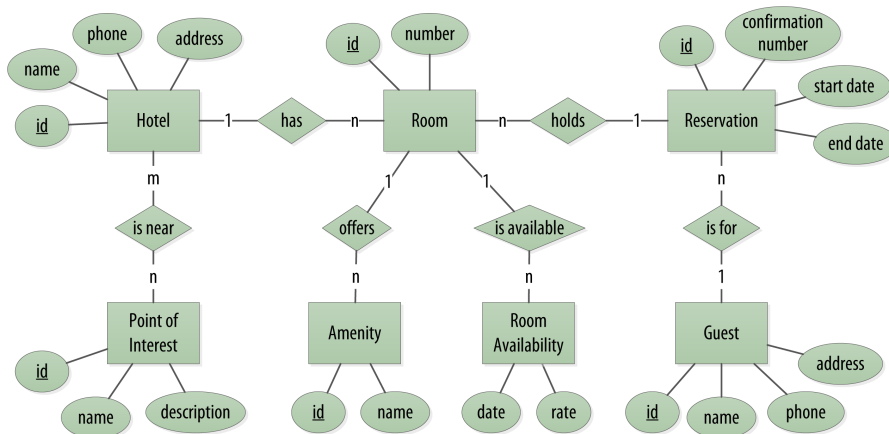 phone
address
id
number
id
confirmation
number
name
start date
id
Hotel
1
has
n
Room
n
holds
1
Reservation
end date
m
1
1
n
is near
offers
is available
is for
n
n
n
1
Point of
Interest
Amenity
Room
Availability
Guest
id
address
name
description
id
name
date
rate
id
name
phone